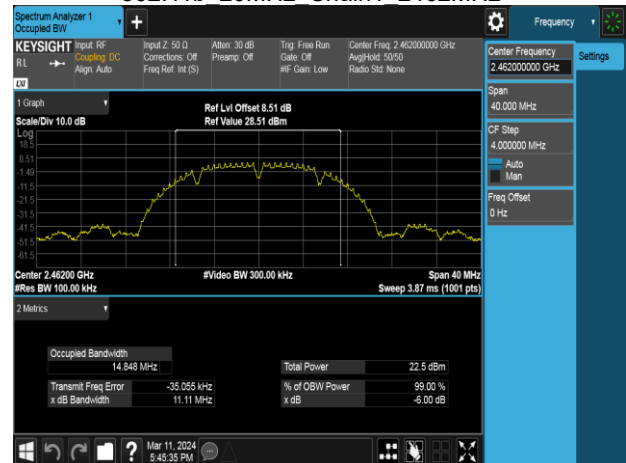 Spectrum Analyzer 1
Occupied BW
Frequency
KEYSIGHT
RL
LXI
Input: RF
Coupling: DC
Align: Auto
Input Z: 50 Ω
Corrections: Off
Freq Ref: Int (S)
Atten: 30 dB
Preamp: Off
Trig: Free Run
Gate: Off
#IF Gain: Low
Center Freq: 2.462000000 GHz
Avg|Hold: 50/50
Radio Std: None
Center Frequency
2.462000000 GHz
Settings
Span
40.000 MHz
CF Step
4.000000 MHz
Auto
Man
Freq Offset
0 Hz
1 Graph
Scale/Div 10.0 dB
Ref Lvl Offset 8.51 dB
Ref Value 28.51 dBm
Log
18.5
8.51
-1.49
-11.5
-21.5
-31.5
-41.5
-51.5
-61.5
Center 2.46200 GHz
#Video BW 300.00 kHz
Span 40 MHz
#Res BW 100.00 kHz
Sweep 3.87 ms (1001 pts)
2 Metrics
Occupied Bandwidth
14.848 MHz
Total Power 22.5 dBm
Transmit Freq Error -35.055 kHz
% of OBW Power 99.00 %
x dB Bandwidth 11.11 MHz
x dB -6.00 dB
?
Mar 11, 2024
5:45:35 PM